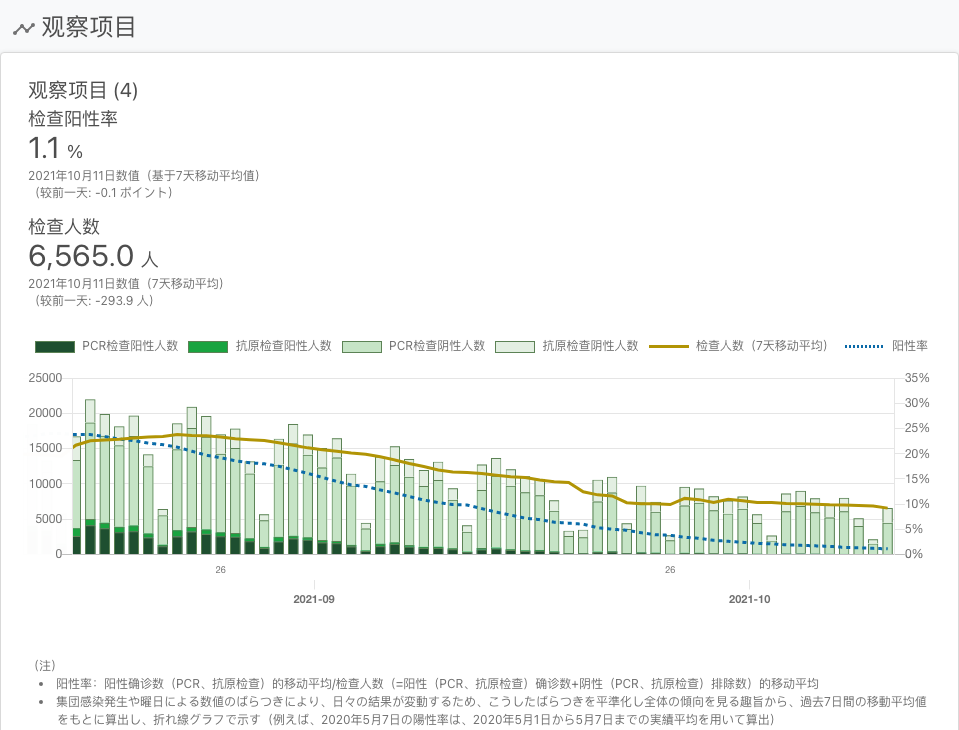 观察项目
观察项目 (4)
检查阳性率
1.1 %
2021年10月11日数值（基于7天移动平均值）
（较前一天: -0.1 ポイント）
检查人数
6,565.0 人
2021年10月11日数值（7天移动平均）
（较前一天: -293.9 人）
PCR检查阳性人数 抗原检查阳性人数 PCR检查阴性人数 抗原检查阴性人数 检查人数（7天移动平均） 阳性率
25000 35%
20000 30%
15000 25%
10000 20%
5000 15%
0 10%
5%
0%
26 26
2021-09 2021-10
（注）
• 阳性率：阳性确诊数（PCR、抗原检查）的移动平均/检查人数（=阳性（PCR、抗原检查）确诊数+阴性（PCR、抗原检查）排除数）的移动平均
• 集団感染発生や曜日による数値のばらつきにより、日々の結果が変動するため、こうしたばらつきを平準化し全体の傾向を見る趣旨から、過去7日間の移動平均値
をもとに算出し、折れ線グラフで示す（例えば、2020年5月7日の陽性率は、2020年5月1日から5月7日までの実績平均を用いて算出）